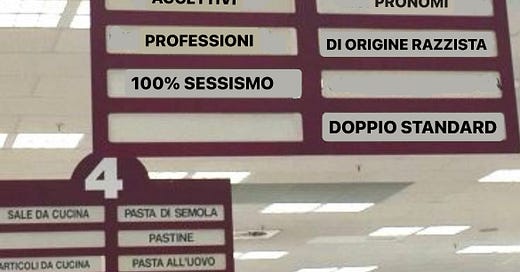 AGGETTIVI
PRONOMI
PROFESSIONI
DI ORIGINE RAZZISTA
100% SESSISMO
DOPPIO STANDARD
4
SALE DA CUCINA
PASTA DI SEMOLA
PASTINE
ARTICOLI DA CUCINA
PASTA ALL'UOVO